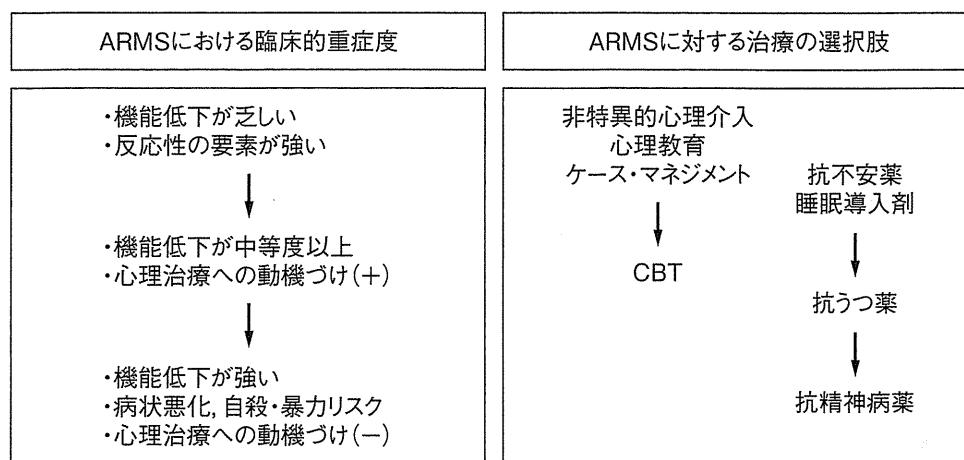 ARMSにおける臨床的重症度
・機能低下が乏しい
・反応性の要素が強い
・機能低下が中等度以上
・心理治療への動機づけ(+)
・機能低下が強い
・病状悪化, 自殺・暴力リスク
・心理治療への動機づけ(－)
ARMSに対する治療の選択肢
非特異的心理介入
心理教育
ケース・マネジメント
CBT
抗不安薬
睡眠導入剤
抗うつ薬
抗精神病薬